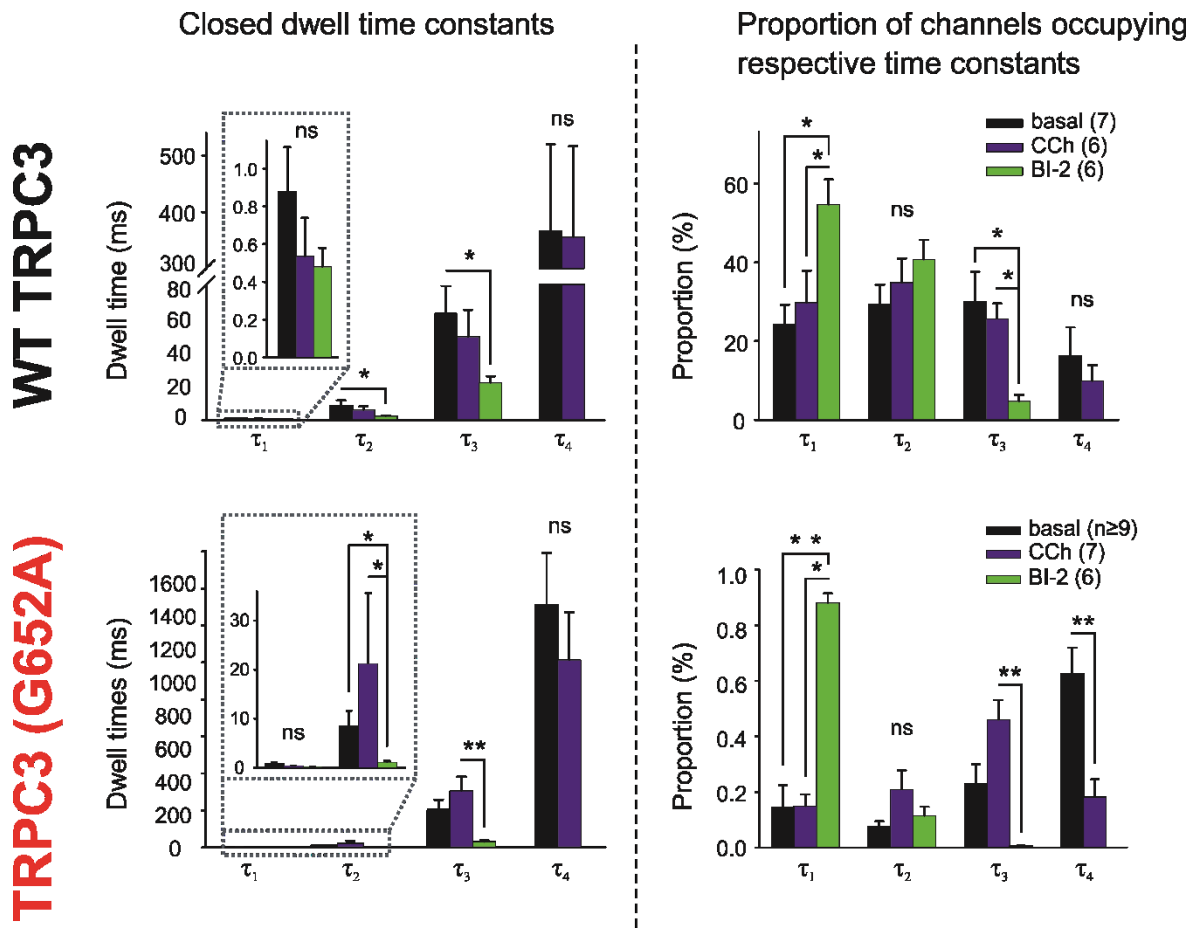 Closed dwell time constants
Proportion of channels occupying
respective time constants
WT TRPC3
Dwell time (ms)
500
400
300
80
60
40
20
0
1.0
0.8
0.6
0.4
0.2
0.0
ns
*
*
ns
τ1
τ2
τ3
τ4
Proportion (%)
60
40
20
0
basal (7)
CCh (6)
BI-2 (6)
*
*
ns
*
*
ns
τ1
τ2
τ3
τ4
TRPC3 (G652A)
Dwell times (ms)
1600
1400
1200
1000
800
600
400
200
0
30
20
10
0
ns
*
*
**
ns
τ1
τ2
τ3
τ4
Proportion (%)
1.0
0.8
0.6
0.4
0.2
0.0
basal (n≥9)
CCh (7)
BI-2 (6)
* *
*
ns
**
**
τ1
τ2
τ3
τ4